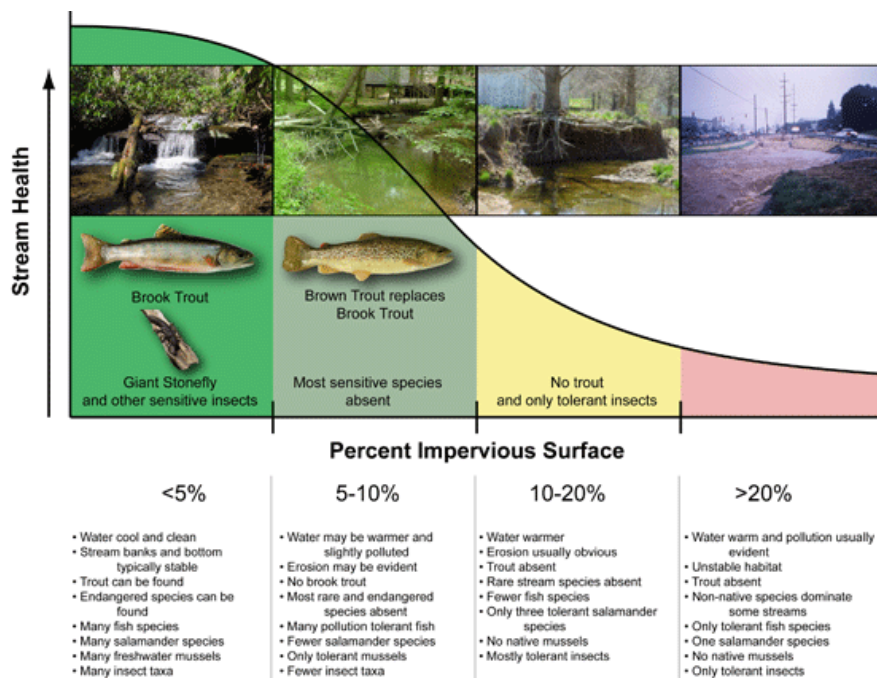 Stream Health
Brook Trout
Giant Stonefly
and other sensitive insects
Brown Trout replaces
Brook Trout
Most sensitive species
absent
No trout
and only tolerant insects
Percent Impervious Surface
<5%
• Water cool and clean
• Stream banks and bottom
typically stable
• Trout can be found
• Endangered species can be
found
• Many fish species
• Many salamander species
• Many freshwater mussels
• Many insect taxa
5-10%
• Water may be warmer and
slightly polluted
• Erosion may be evident
• No brook trout
• Most rare and endangered
species absent
• Many pollution tolerant fish
• Fewer salamander species
• Only tolerant mussels
• Fewer insect taxa
10-20%
• Water warmer
• Erosion usually obvious
• Trout absent
• Rare stream species absent
• Fewer fish species
• Only three tolerant salamander
species
• No native mussels
• Mostly tolerant insects
>20%
• Water warm and pollution usually
evident
• Unstable habitat
• Trout absent
• Non-native species dominate
some streams
• Only tolerant fish species
• One salamander species
• No native mussels
• Only tolerant insects